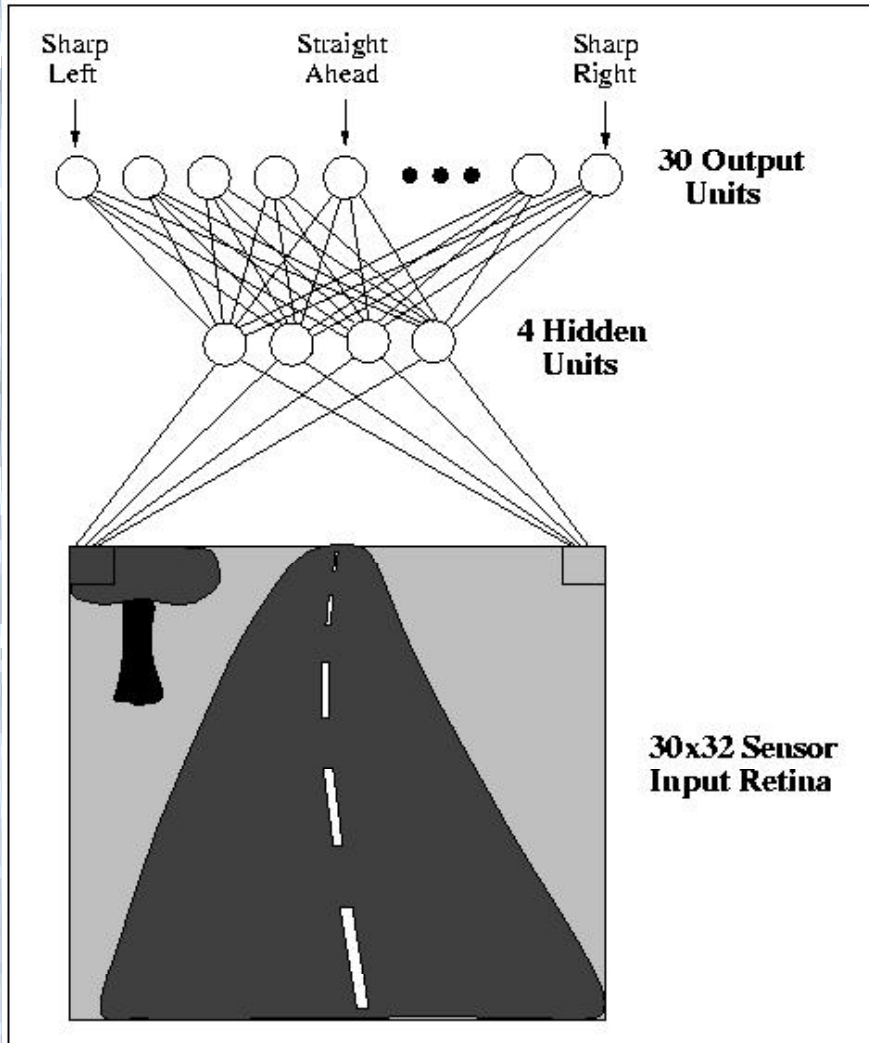 Sharp
Left
Straight
Ahead
Sharp
Right
30 Output
Units
4 Hidden
Units
30x32 Sensor
Input Retina